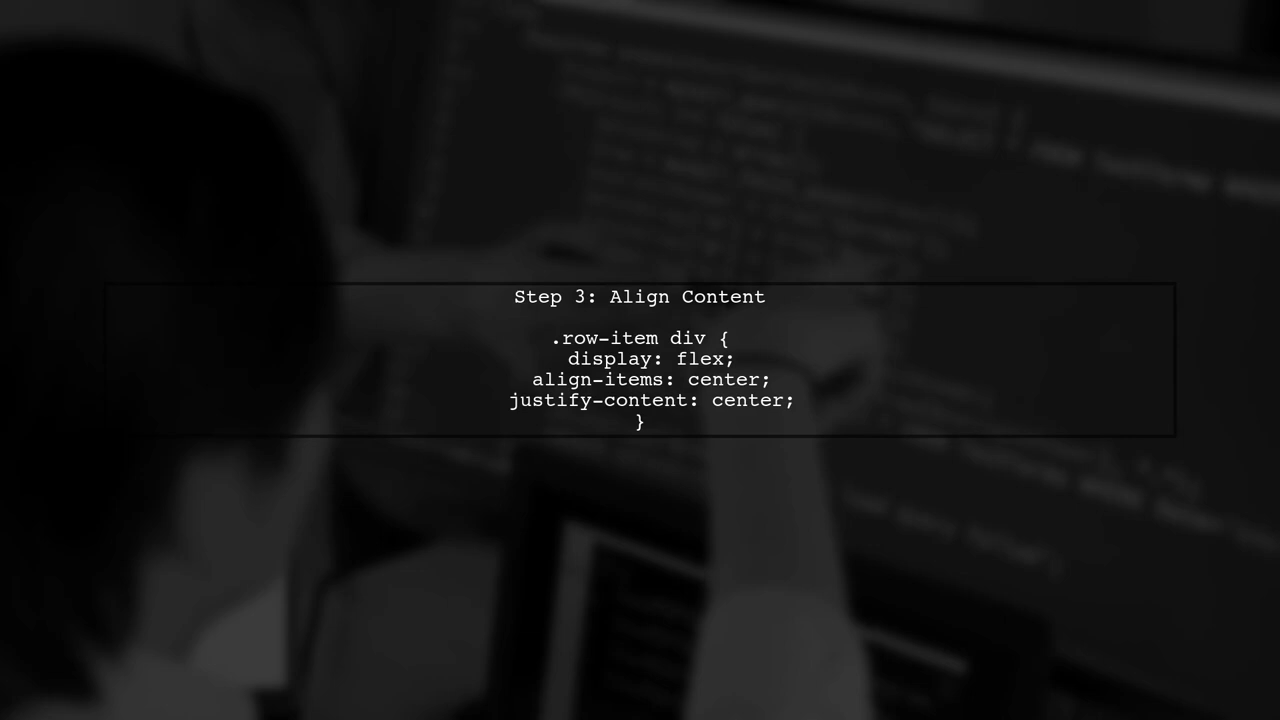 Step 3: Align Content
.row-item div {
display: flex;
align-items: center;
justify-content: center;
}